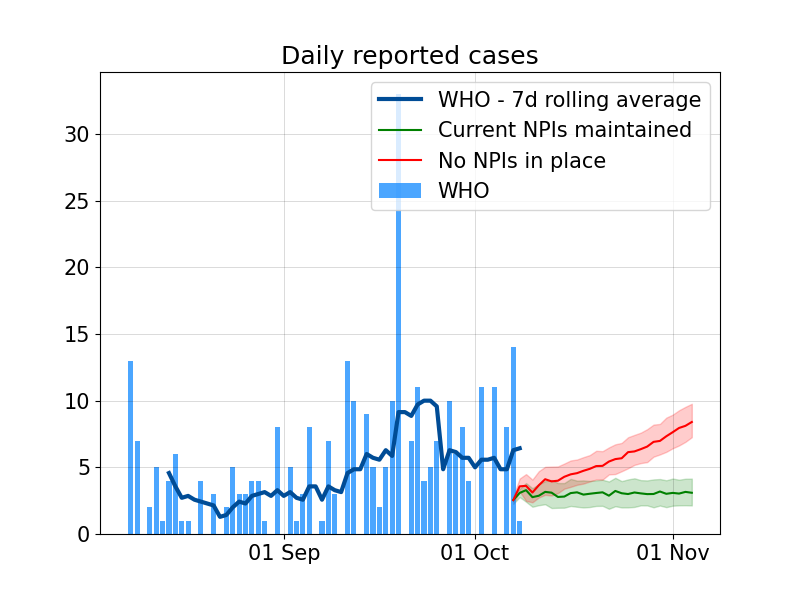 Daily reported cases
WHO - 7d rolling average
Current NPIs maintained
No NPIs in place
WHO
30
25
20
15
10
5
0
01 Sep
01 Oct
01 Nov